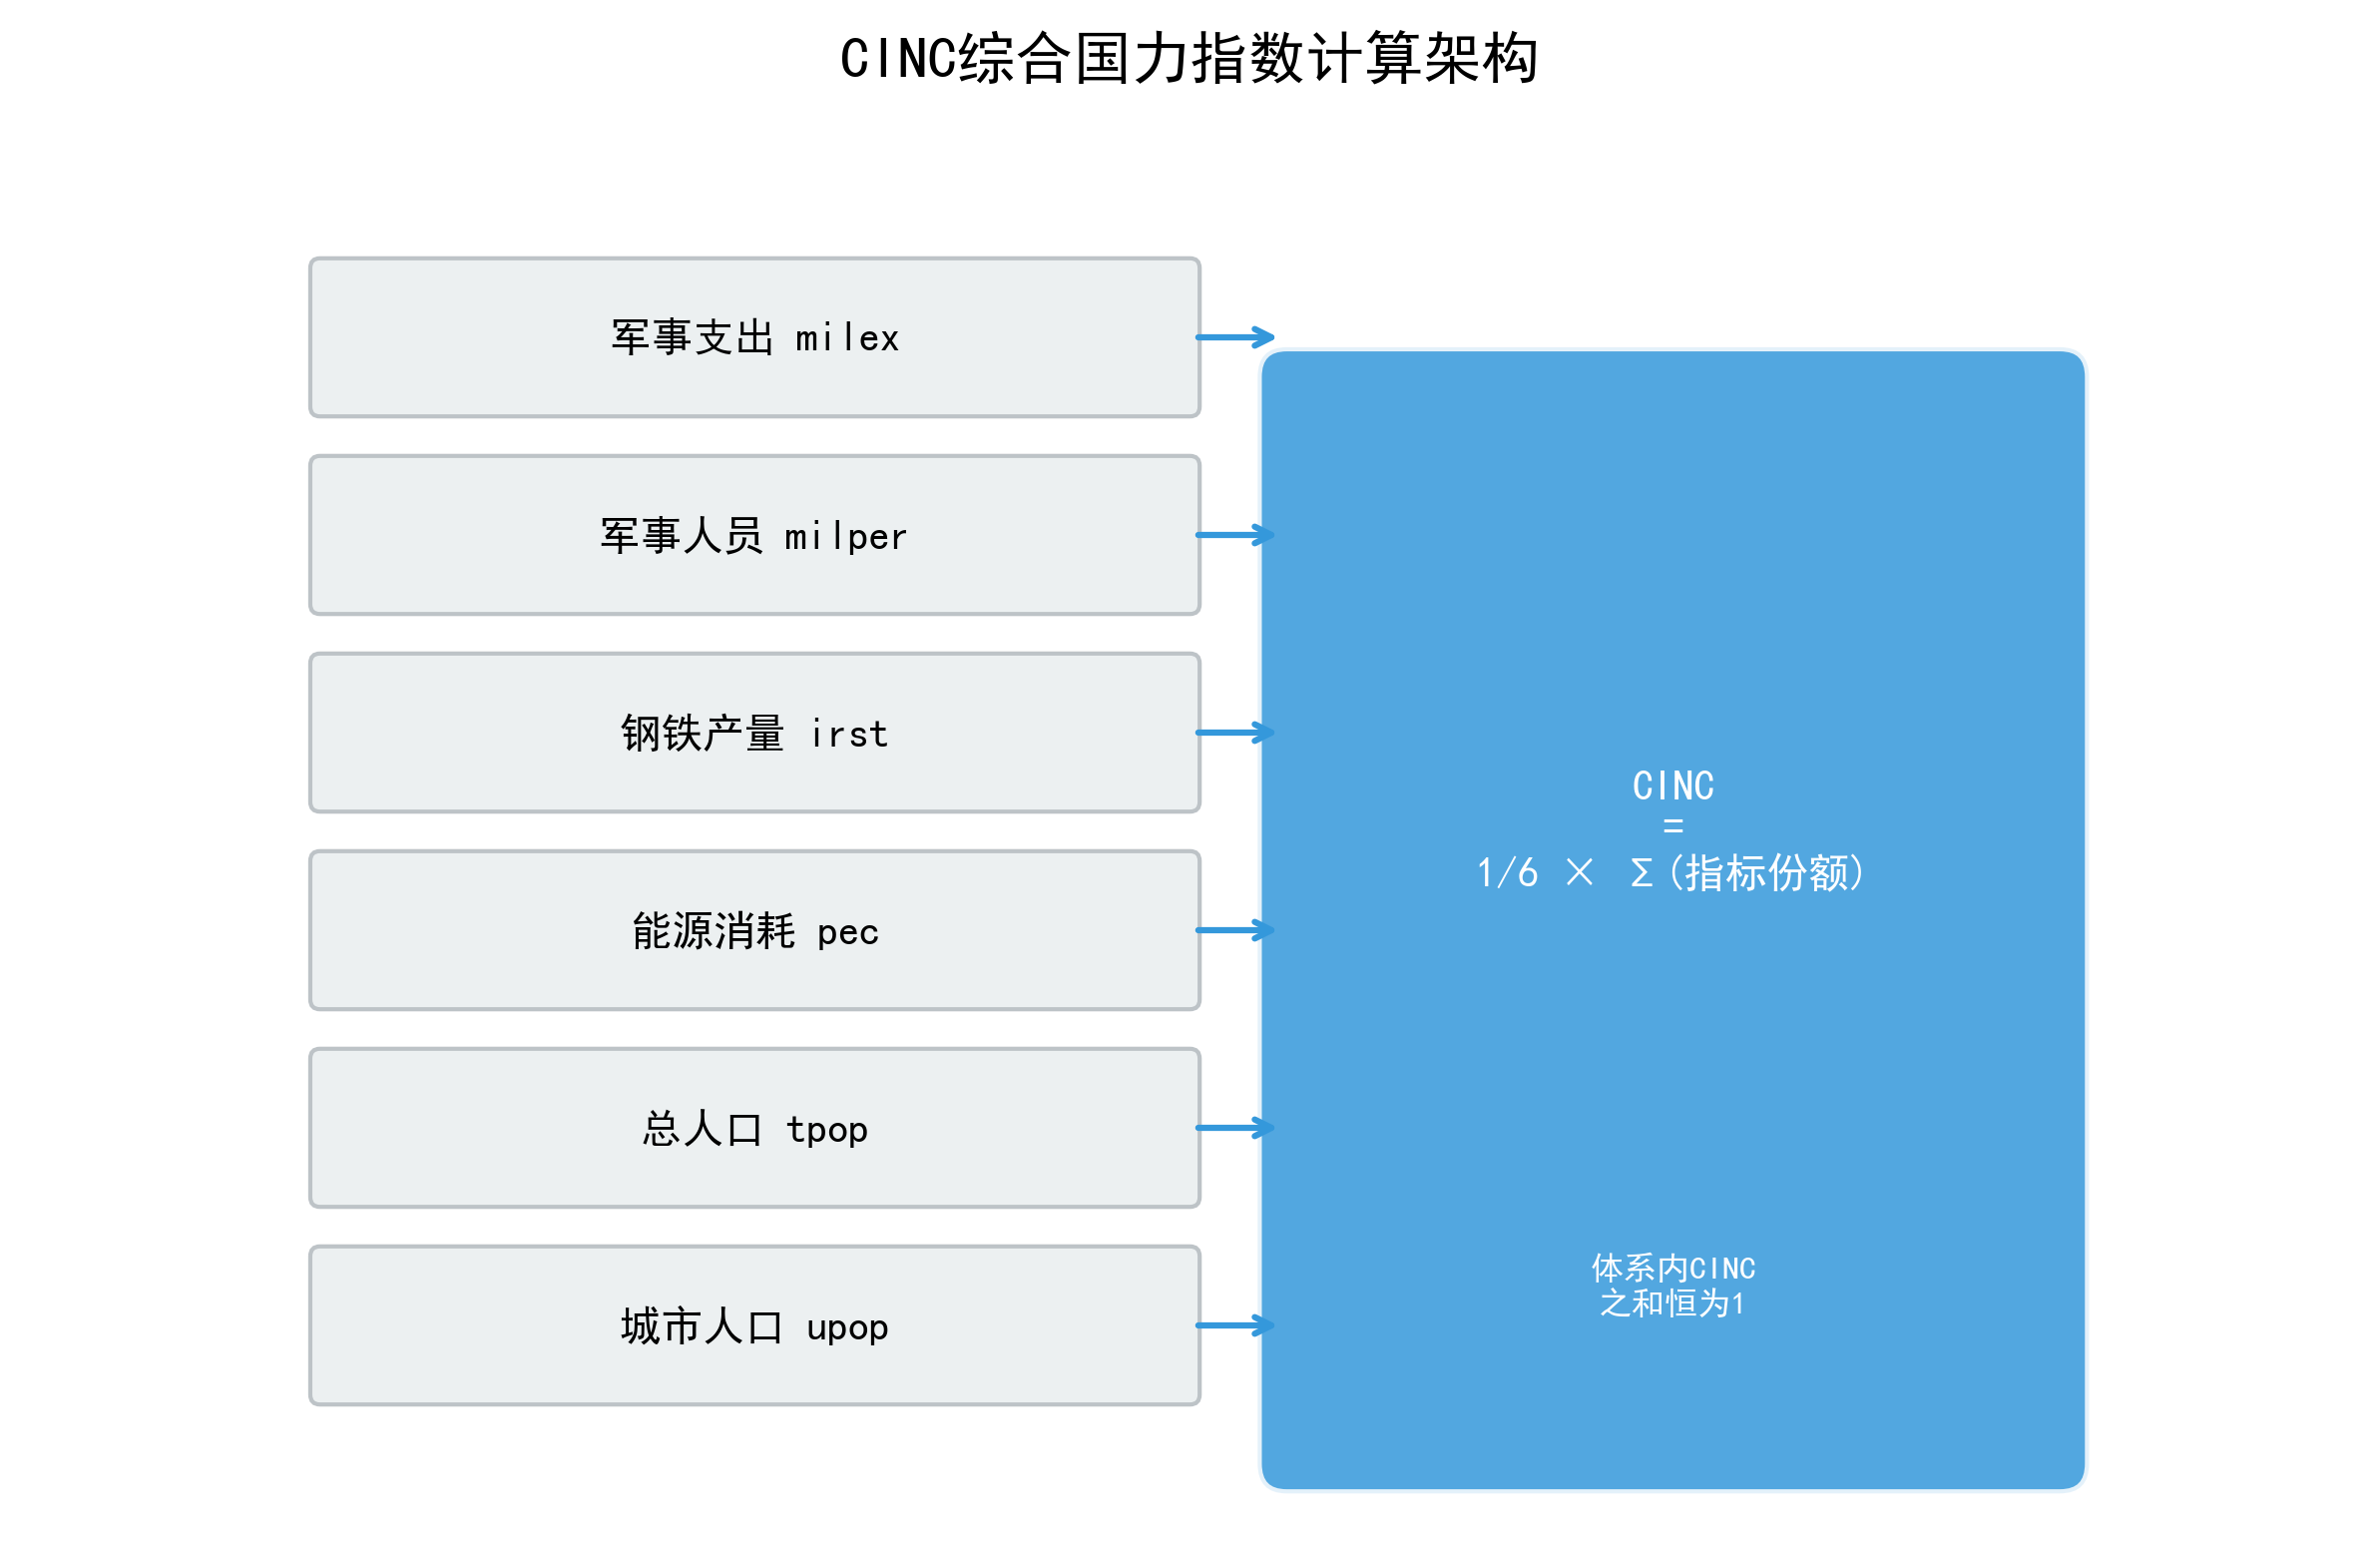 CINC综合国力指数计算架构
军事支出 milex
军事人员 milper
钢铁产量 irst
能源消耗 pec
总人口 tpop
城市人口 upop
CINC
=
1/6 × Σ(指标份额)
体系内CINC
之和恒为1